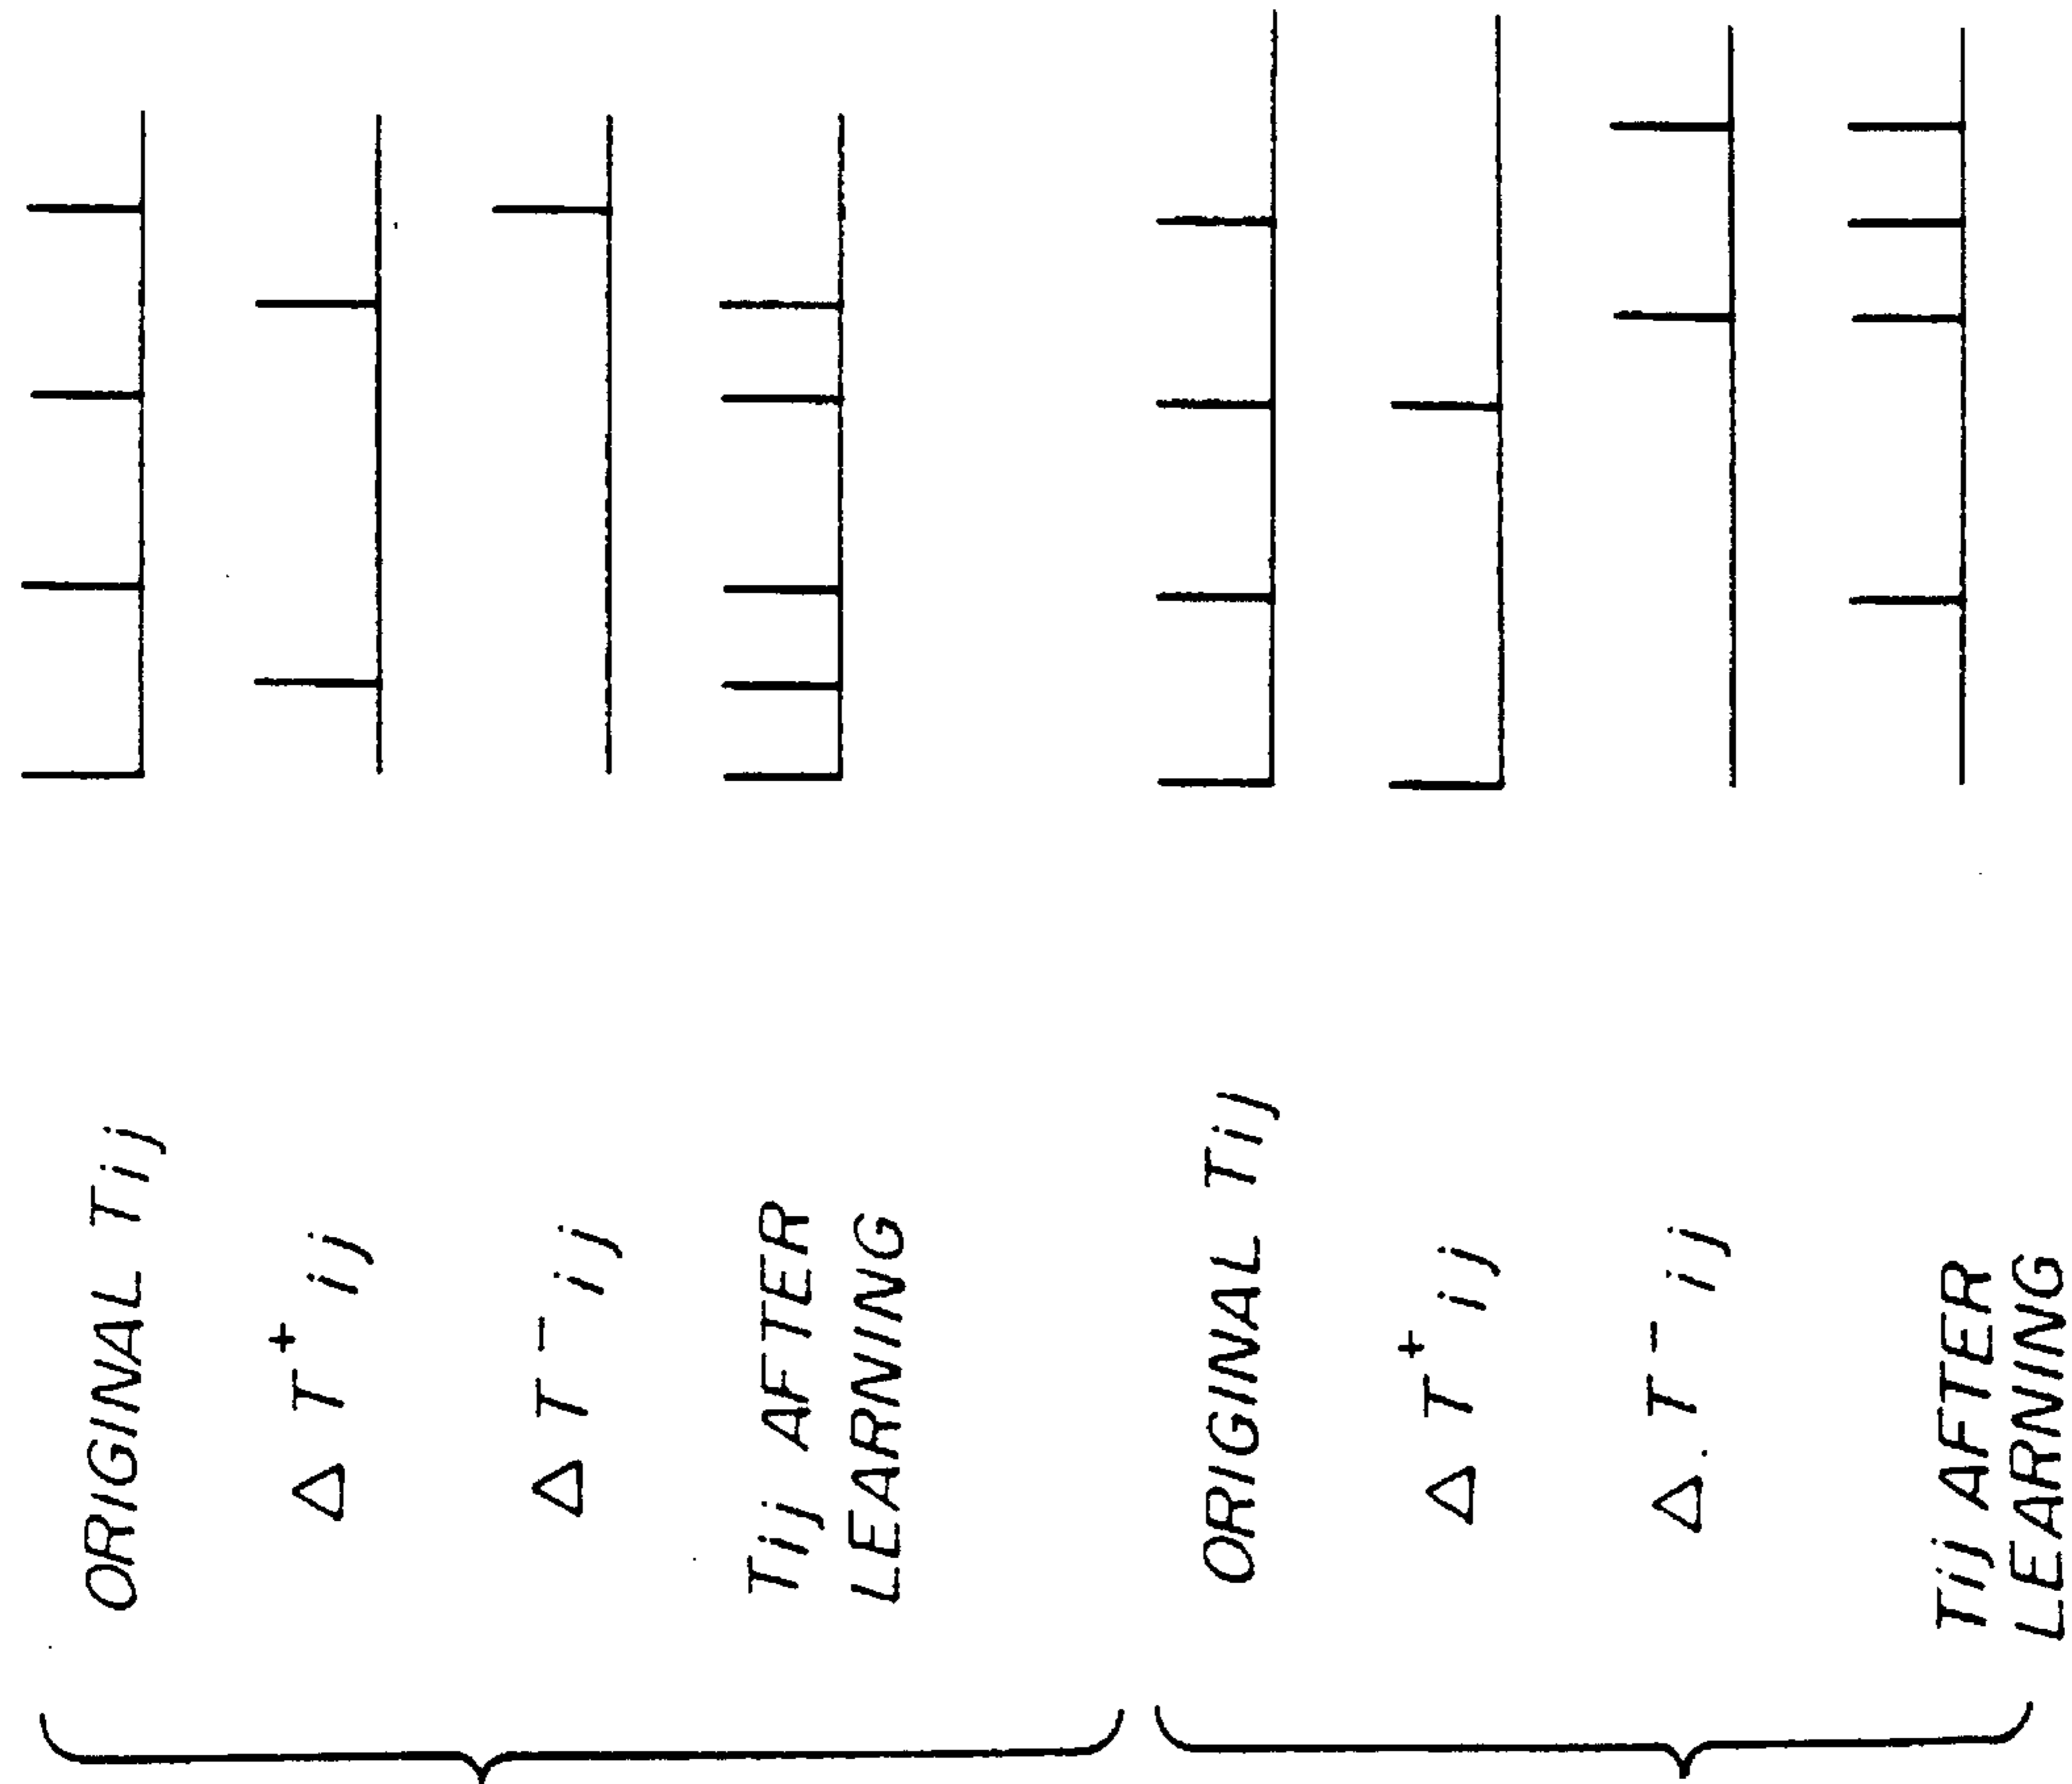 ORIGINAL Tij
△ T⁺ ij
△ T⁻ ij
Tij AFTER
LEARNING
ORIGINAL Tij
△ T⁺ ij
△ T⁻ ij
Tij AFTER
LEARNING